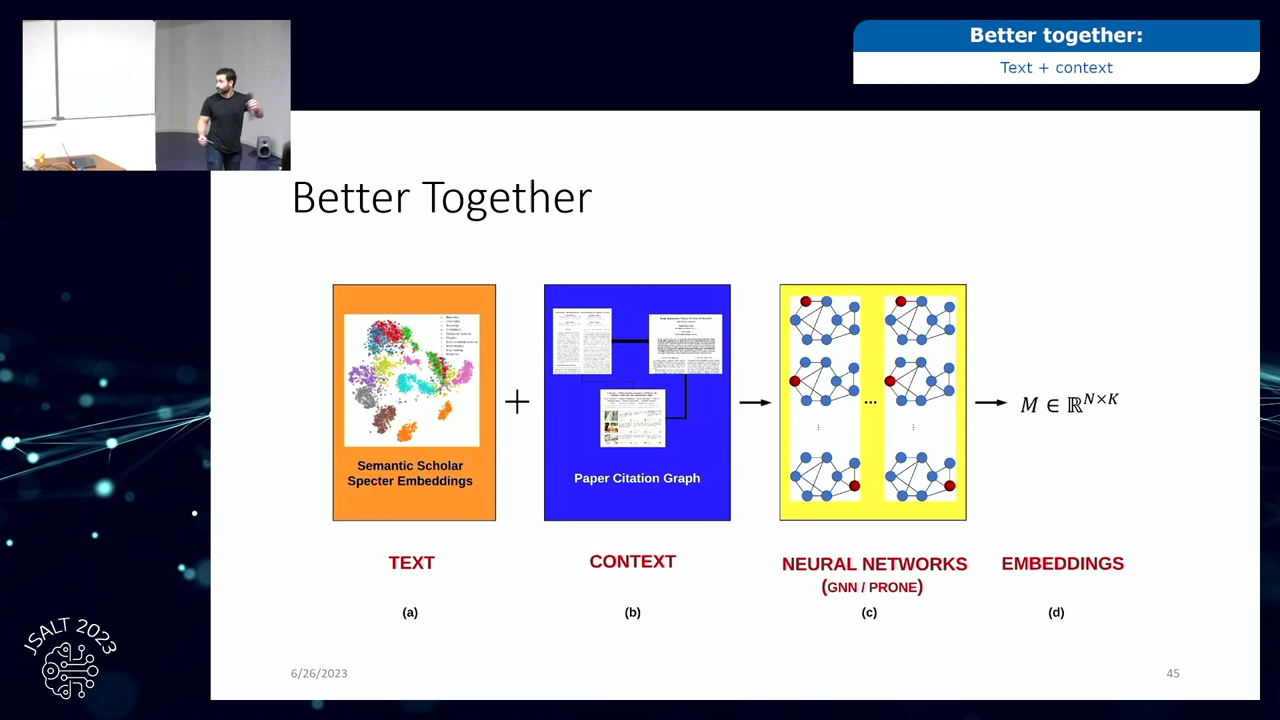 Better together:
Text + context
Better Together
Semantic Scholar
Specter Embeddings
+
Paper Citation Graph
...
M ∈ ℝ^{N×K}
TEXT
CONTEXT
NEURAL NETWORKS
(GNN / PRONE)
EMBEDDINGS
(a)
(b)
(c)
(d)
JSALT 2023
6/26/2023
45